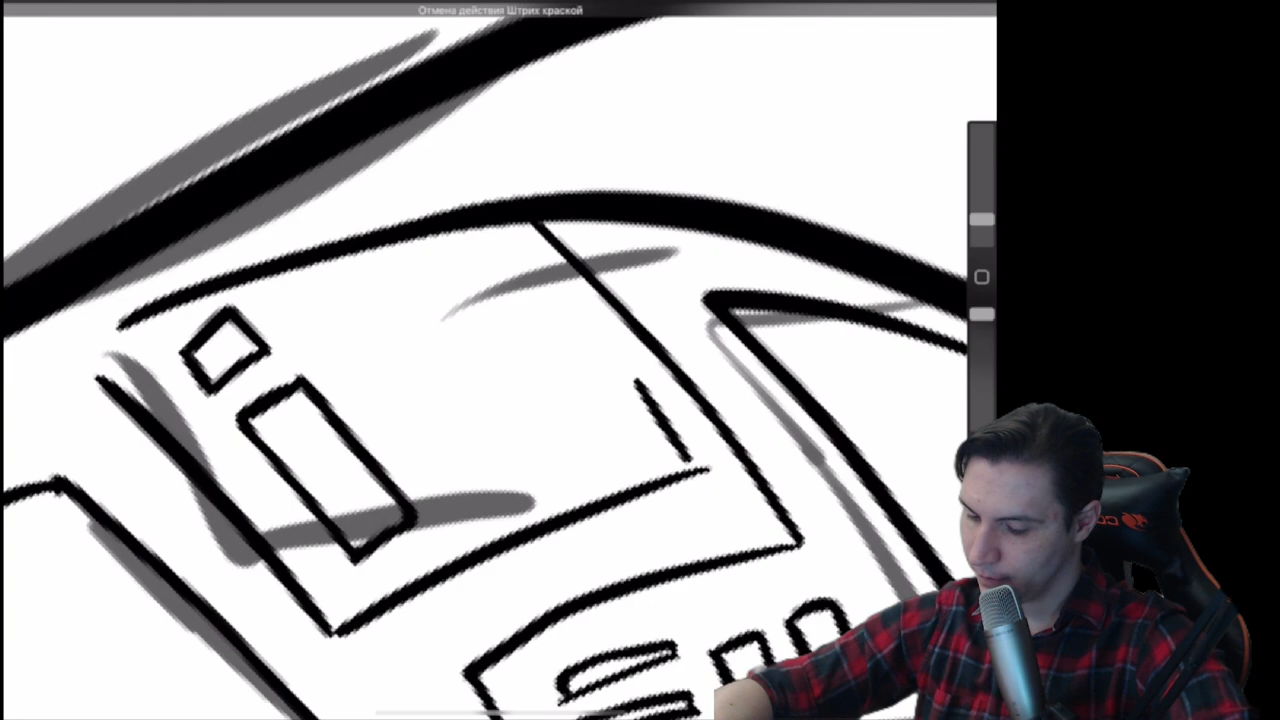 Отмена действия Штрих краской